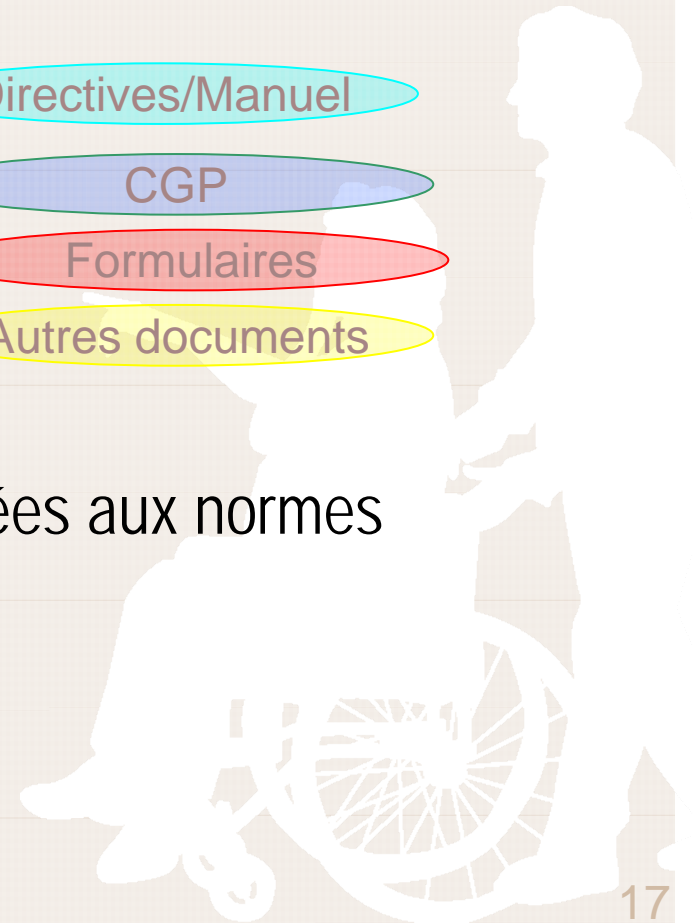 Directives/Manuel
CGP
Formulaires
Autres documents
ées aux normes
17